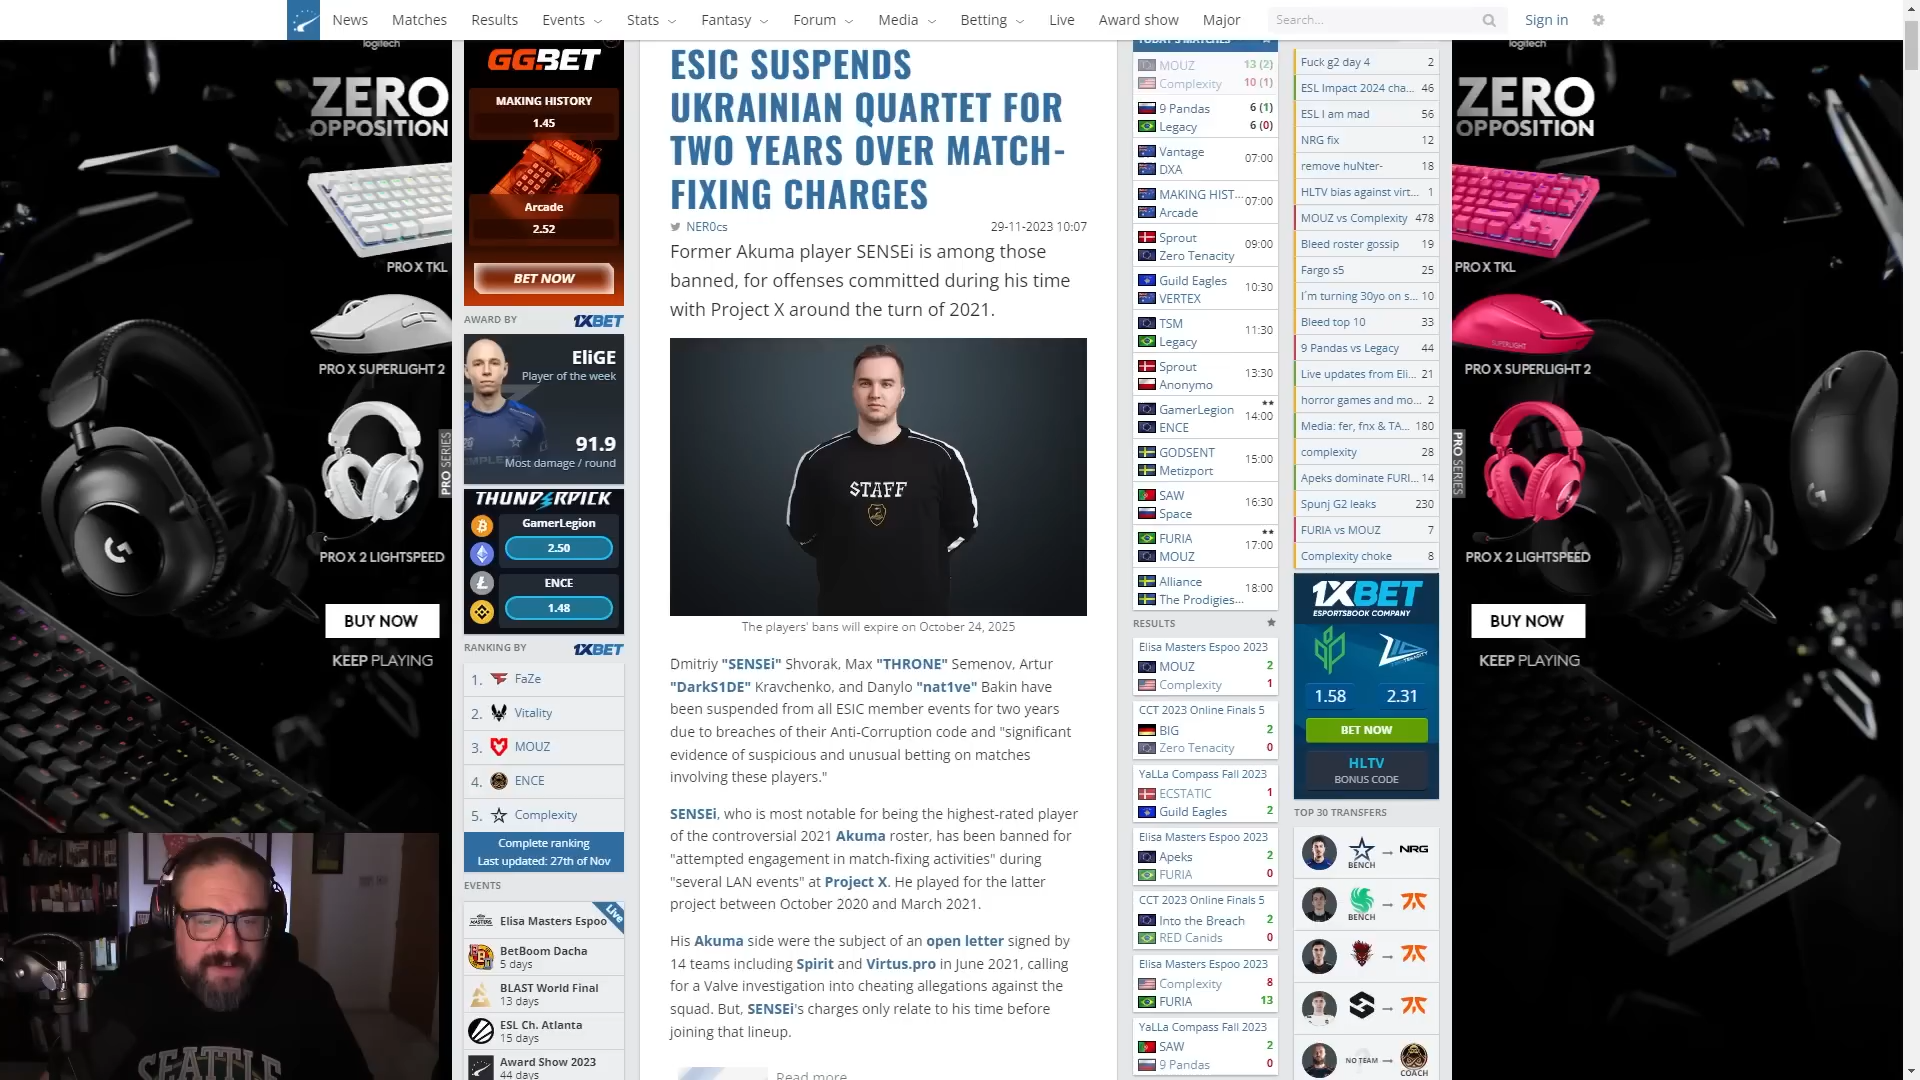 News
Matches
Results
Events
Stats
Fantasy
Forum
Media
Betting
Live
Award show
Major
Search...
Sign in
logitech
ZERO
OPPOSITION
PRO X TKL
PRO X SUPERLIGHT 2
PRO SERIES
PRO X 2 LIGHTSPEED
BUY NOW
KEEP PLAYING
GG.BET
MAKING HISTORY
1.45
BET NOW
Arcade
2.52
BET NOW
AWARD BY
1XBET
EliGE
Player of the week
91.9
Most damage / round
THUNDERPICK
GamerLegion
2.50
ENCE
1.48
RANKING BY
1XBET
1. FaZe
2. Vitality
3. MOUZ
4. ENCE
5. Complexity
Complete ranking
Last updated: 27th of Nov
EVENTS
Elisa Masters Espoo
Live
BetBoom Dacha
5 days
BLAST World Final
13 days
ESL Ch. Atlanta
15 days
Award Show 2023
44 days
SEATTLE
ESIC SUSPENDS
UKRAINIAN QUARTET FOR
TWO YEARS OVER MATCH-
FIXING CHARGES
NER0cs
29-11-2023 10:07
Former Akuma player SENSEi is among those
banned, for offenses committed during his time
with Project X around the turn of 2021.
STAFF
The players' bans will expire on October 24, 2025
Dmitriy "SENSEi" Shvorak, Max "THRONE" Semenov, Artur
"DarkS1DE" Kravchenko, and Danylo "nat1ve" Bakin have
been suspended from all ESIC member events for two years
due to breaches of their Anti-Corruption code and "significant
evidence of suspicious and unusual betting on matches
involving these players."
SENSEi, who is most notable for being the highest-rated player
of the controversial 2021 Akuma roster, has been banned for
"attempted engagement in match-fixing activities" during
"several LAN events" at Project X. He played for the latter
project between October 2020 and March 2021.
His Akuma side were the subject of an open letter signed by
14 teams including Spirit and Virtus.pro in June 2021, calling
for a Valve investigation into cheating allegations against the
squad. But, SENSEi's charges only relate to his time before
joining that lineup.
Read more
TODAY'S MATCHES
MOUZ 13 (2)
Complexity 10 (1)
9 Pandas 6 (1)
Legacy 6 (0)
Vantage
DXA
07:00
MAKING HIST...
Arcade
07:00
Sprout
Zero Tenacity
09:00
Guild Eagles
VERTEX
10:30
TSM
Legacy
11:30
Sprout
Anonymo
13:30
GamerLegion
ENCE
14:00
GODSENT
Metizport
15:00
SAW
Space
16:30
FURIA
MOUZ
17:00
Alliance
The Prodigies...
18:00
RESULTS
Elisa Masters Espoo 2023
MOUZ 2
Complexity 1
CCT 2023 Online Finals 5
BIG 2
Zero Tenacity 0
YaLLa Compass Fall 2023
ECSTATIC 1
Guild Eagles 2
Elisa Masters Espoo 2023
Apeks 2
FURIA 0
CCT 2023 Online Finals 5
Into the Breach 2
RED Canids 0
Elisa Masters Espoo 2023
Complexity 8
FURIA 13
YaLLa Compass Fall 2023
SAW 2
9 Pandas 0
Fuck g2 day 4 2
ESL Impact 2024 cha... 46
ESL I am mad 56
NRG fix 12
remove huNter- 18
HLTV bias against virt... 1
MOUZ vs Complexity 478
Bleed roster gossip 19
Fargo s5 25
I´m turning 30yo on s... 10
Bleed top 10 33
9 Pandas vs Legacy 44
Live updates from Eli... 21
horror games and mo... 2
Media: fer, fnx & TA... 180
complexity 28
Apeks dominate FURI... 14
Spunj G2 leaks 230
FURIA vs MOUZ 7
Complexity choke 8
1XBET
ESPORTSBOOK COMPANY
1.58
2.31
BET NOW
HLTV
BONUS CODE
TOP 30 TRANSFERS
BENCH
NRG
BENCH
NO TEAM
COACH
logitech
ZERO
OPPOSITION
PRO X TKL
SUPERLIGHT
PRO X SUPERLIGHT 2
PRO SERIES
PRO X 2 LIGHTSPEED
BUY NOW
KEEP PLAYING